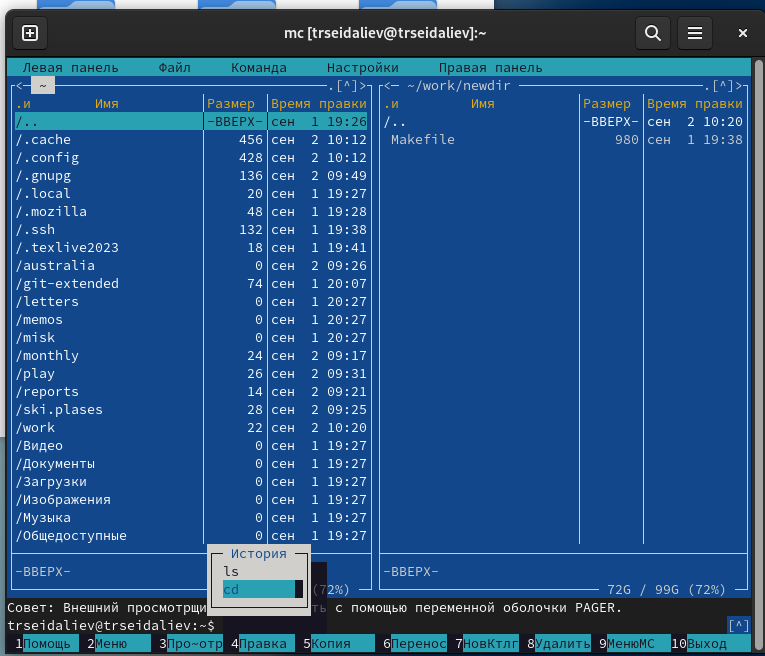 mc [trseidaliev@trseidaliev]:~
Левая панель Файл Команда Настройки Правая панель
<— ~ .[^]> <— ~/work/newdir .[^]>
.и Имя Размер Время правки .и Имя Размер Время правки
/.. -ВВЕРХ- сен 1 19:26 /.. -ВВЕРХ- сен 2 10:20
/.cache 456 сен 2 10:12 Makefile 980 сен 1 19:38
/.config 428 сен 2 10:12
/.gnupg 136 сен 2 09:49
/.local 20 сен 1 19:27
/.mozilla 48 сен 1 19:28
/.ssh 132 сен 1 19:38
/.texlive2023 18 сен 1 19:41
/australia 0 сен 2 09:26
/git-extended 74 сен 1 20:07
/letters 0 сен 1 20:27
/memos 0 сен 1 20:27
/misk 0 сен 1 20:27
/monthly 24 сен 2 09:17
/play 26 сен 2 09:31
/reports 14 сен 2 09:21
/ski.plases 28 сен 2 09:25
/work 22 сен 2 10:20
/Видео 0 сен 1 19:27
/Документы 0 сен 1 19:27
/Загрузки 0 сен 1 19:27
/Изображения 0 сен 1 19:27
/Музыка 0 сен 1 19:27
/Общедоступные 0 сен 1 19:27
История
-ВВЕРХ- ls -ВВЕРХ-
cd (72%) 72G / 99G (72%)
Совет: Внешний просмотрщи ть с помощью переменной оболочки PAGER.
trseidaliev@trseidaliev:~$ [^]
1Помощь 2Меню 3Про~отр 4Правка 5Копия 6Перенос 7НовКтлг 8Удалить 9МенюМС 10Выход